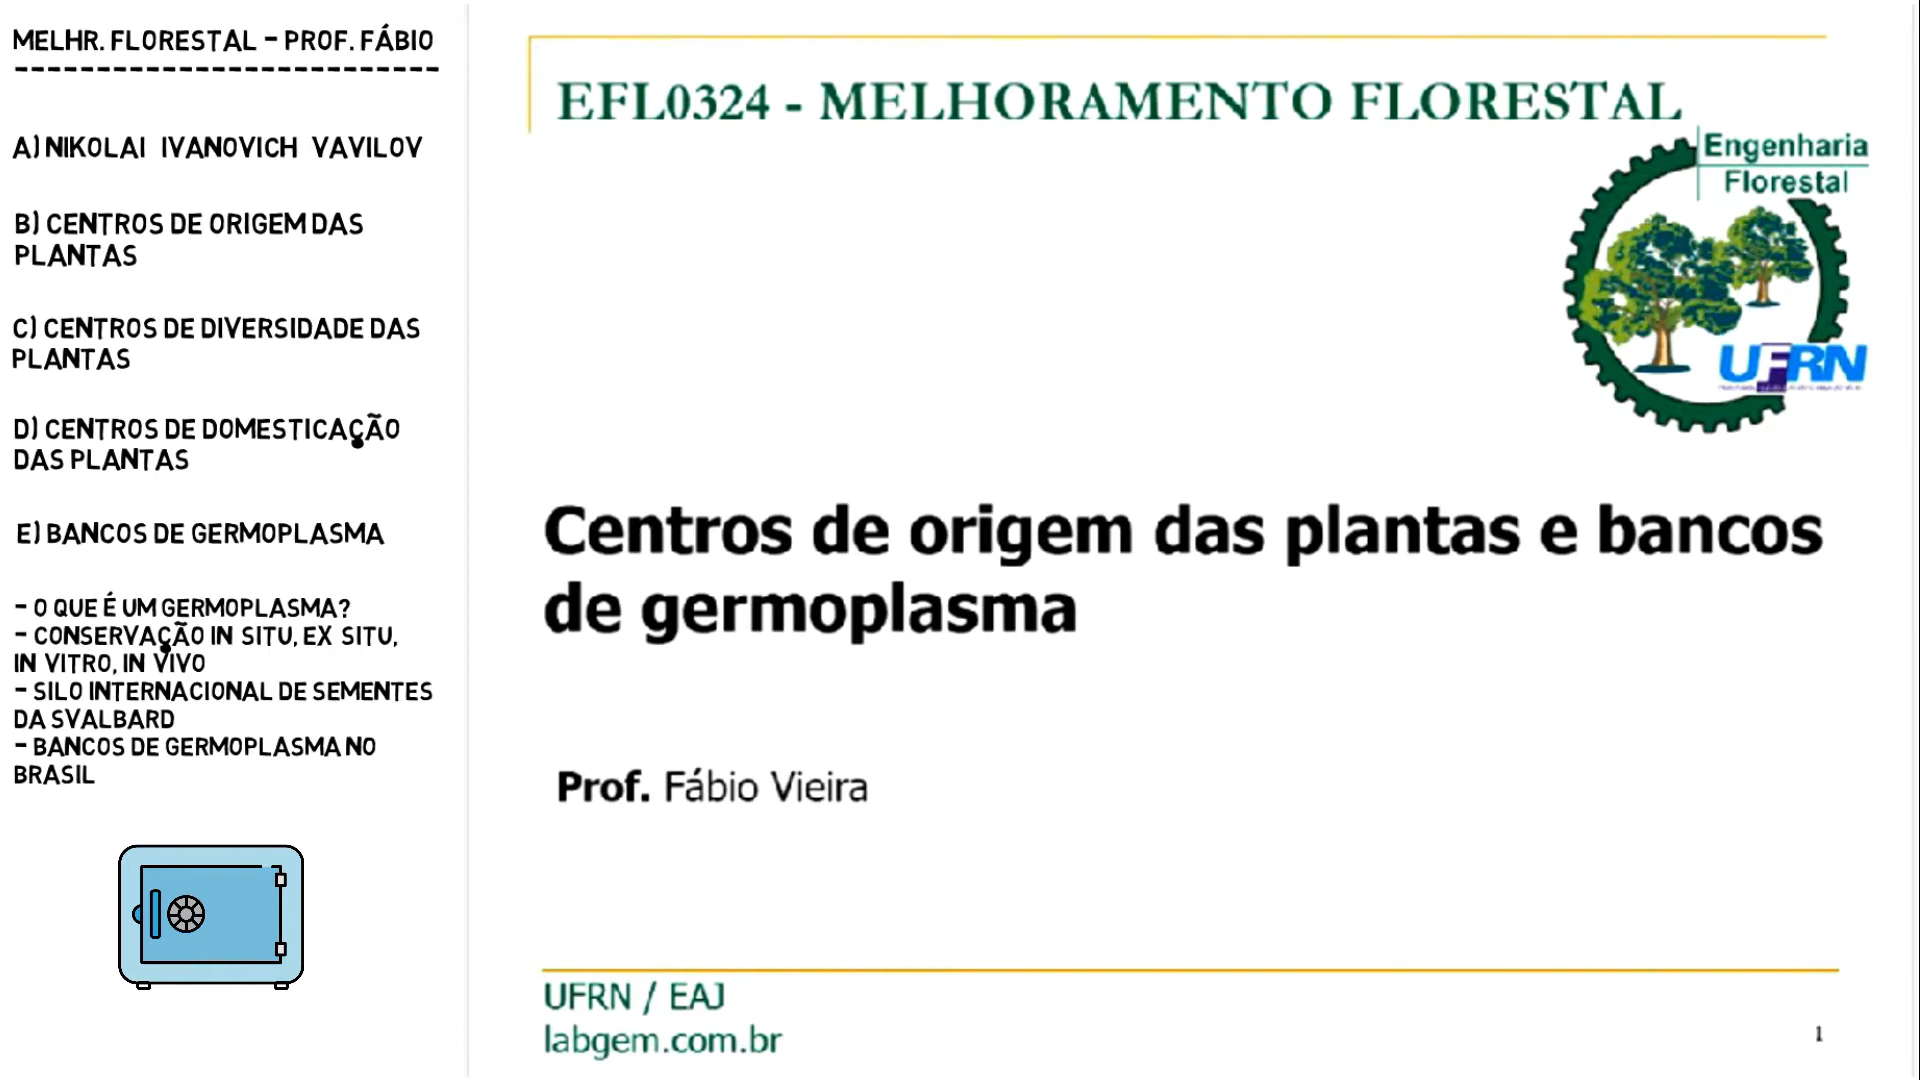 MELHR. FLORESTAL - PROF. FÁBIO
--------------------------
A) NIKOLAI IVANOVICH VAVILOV
B) CENTROS DE ORIGEM DAS
PLANTAS
C) CENTROS DE DIVERSIDADE DAS
PLANTAS
D) CENTROS DE DOMESTICAÇÃO
DAS PLANTAS
E) BANCOS DE GERMOPLASMA
- O QUE É UM GERMOPLASMA?
- CONSERVAÇÃO IN SITU, EX SITU,
IN VITRO, IN VIVO
- SILO INTERNACIONAL DE SEMENTES
DA SVALBARD
- BANCOS DE GERMOPLASMA NO
BRASIL
EFL0324 - MELHORAMENTO FLORESTAL
Engenharia
Florestal
UFRN
Centros de origem das plantas e bancos
de germoplasma
Prof. Fábio Vieira
UFRN / EAJ
labgem.com.br
1